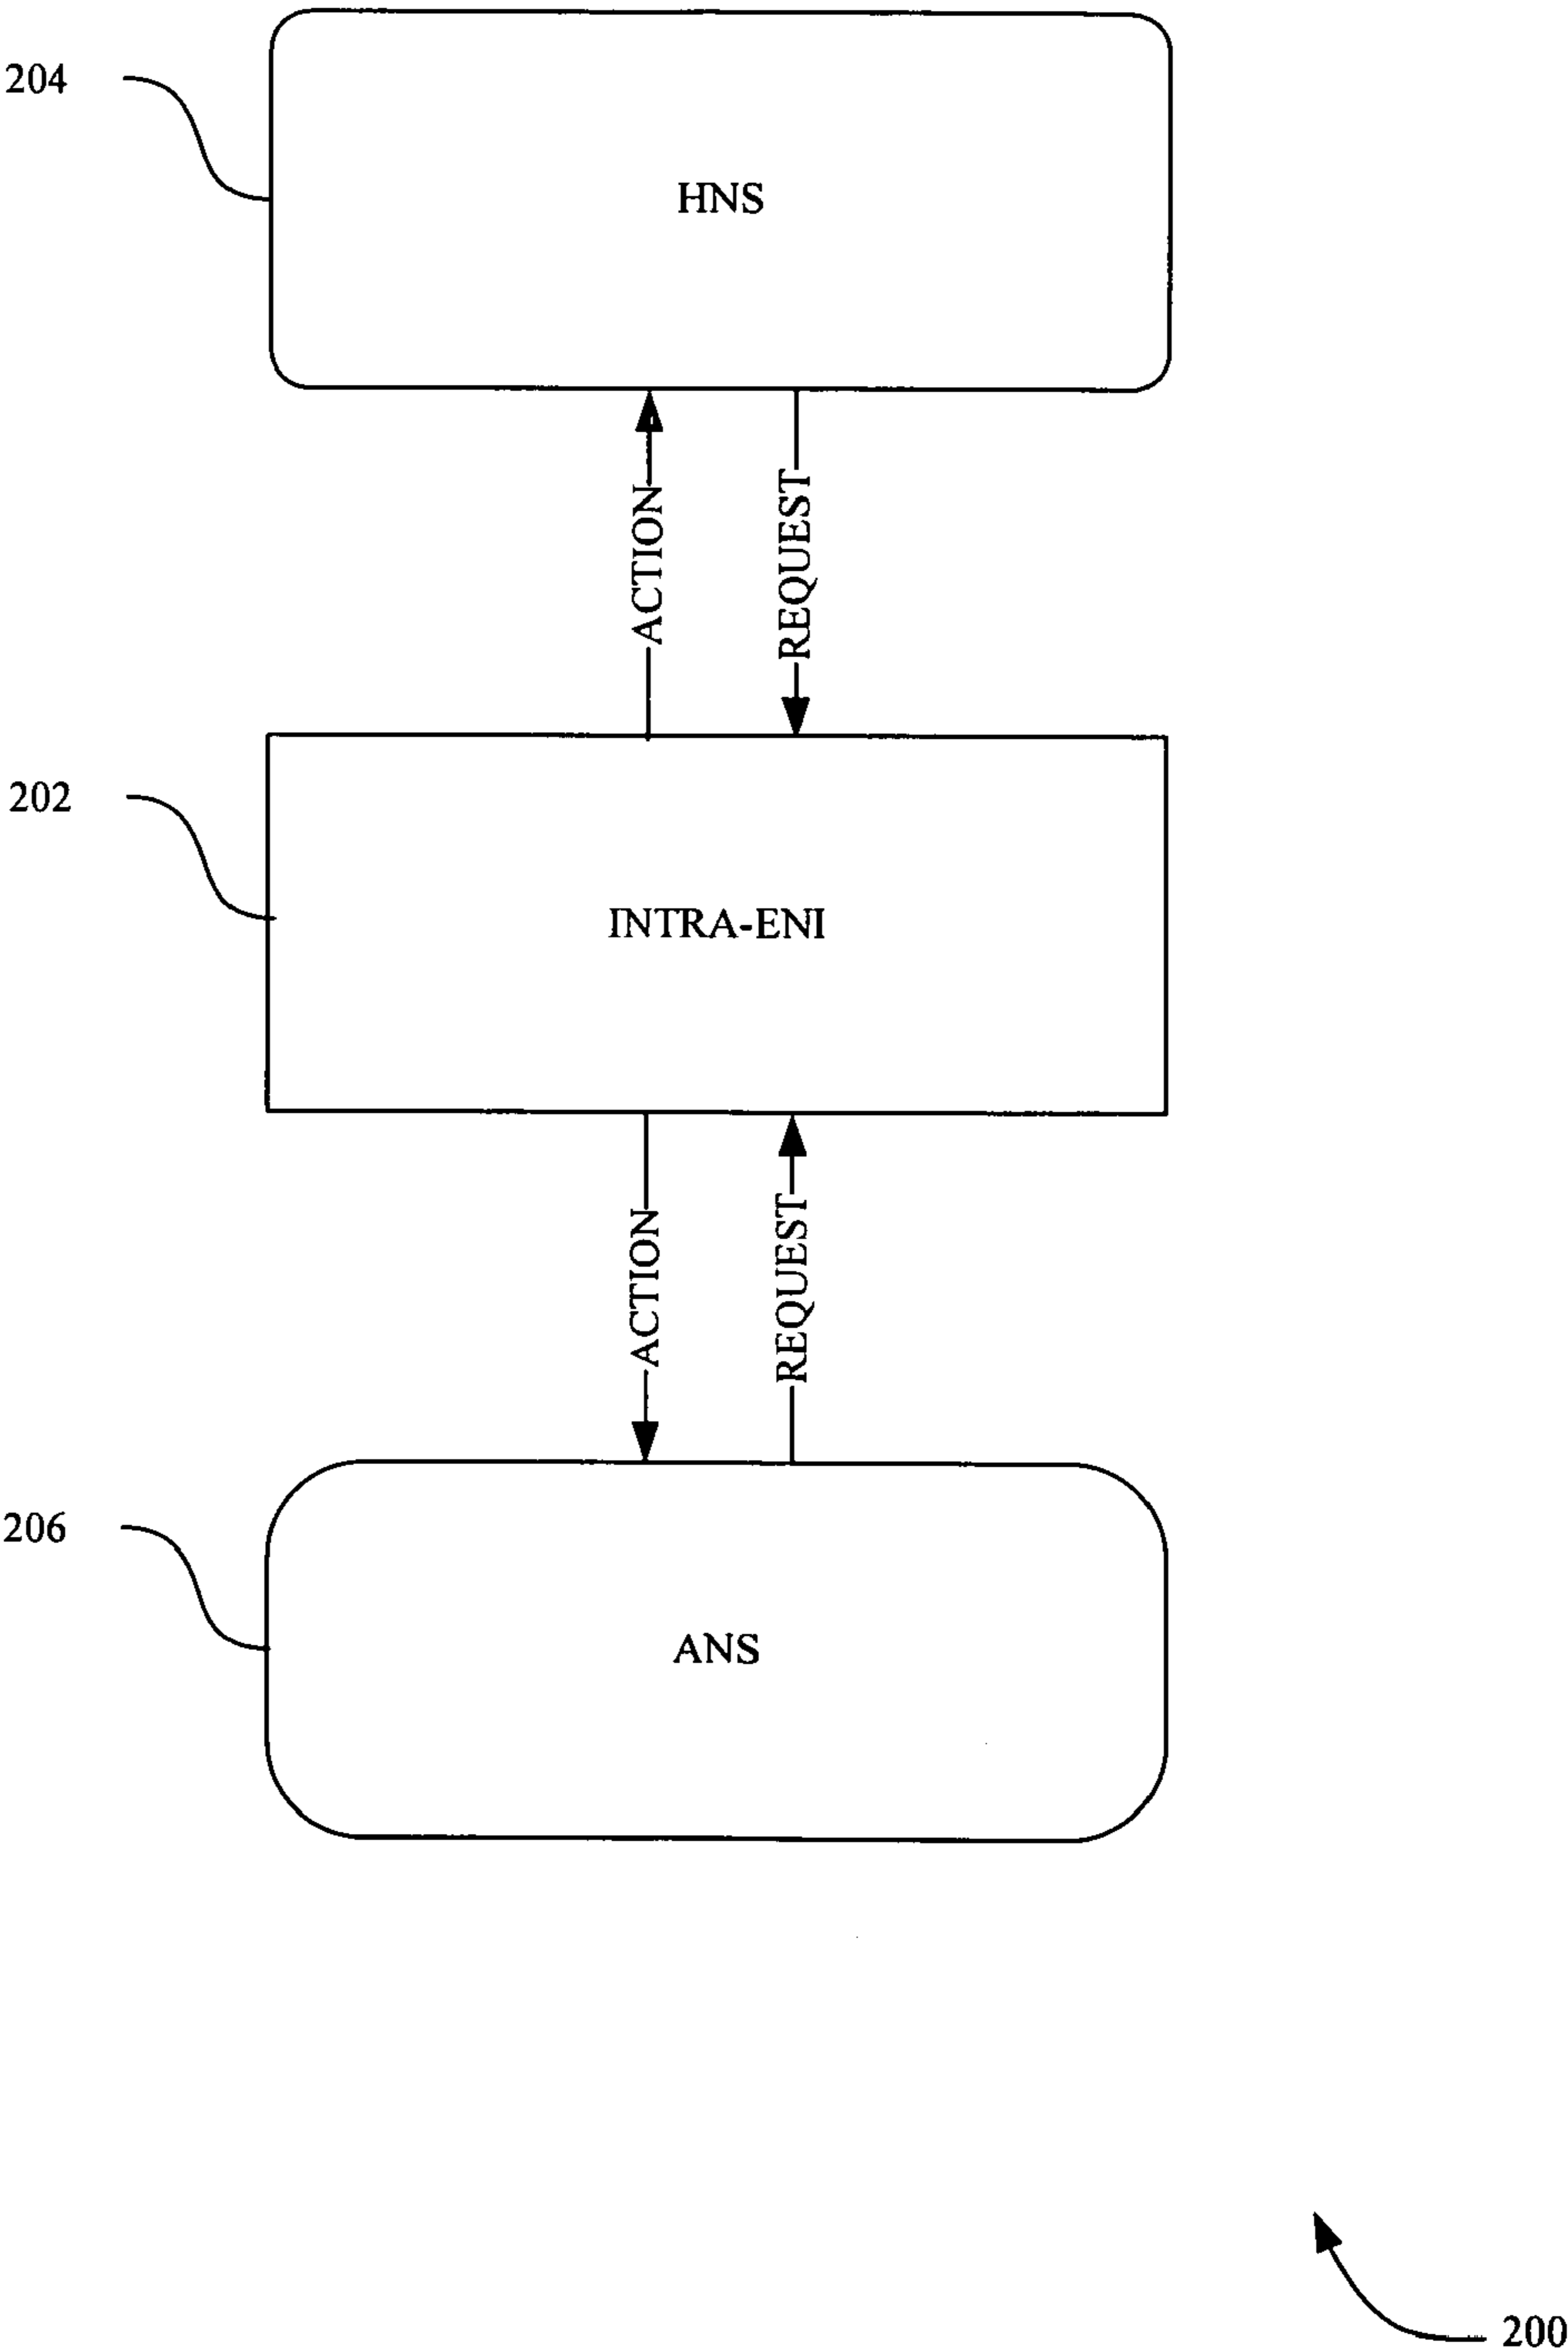 204
HNS
ACTION
REQUEST
202
INTRA-ENI
ACTION
REQUEST
206
ANS
200